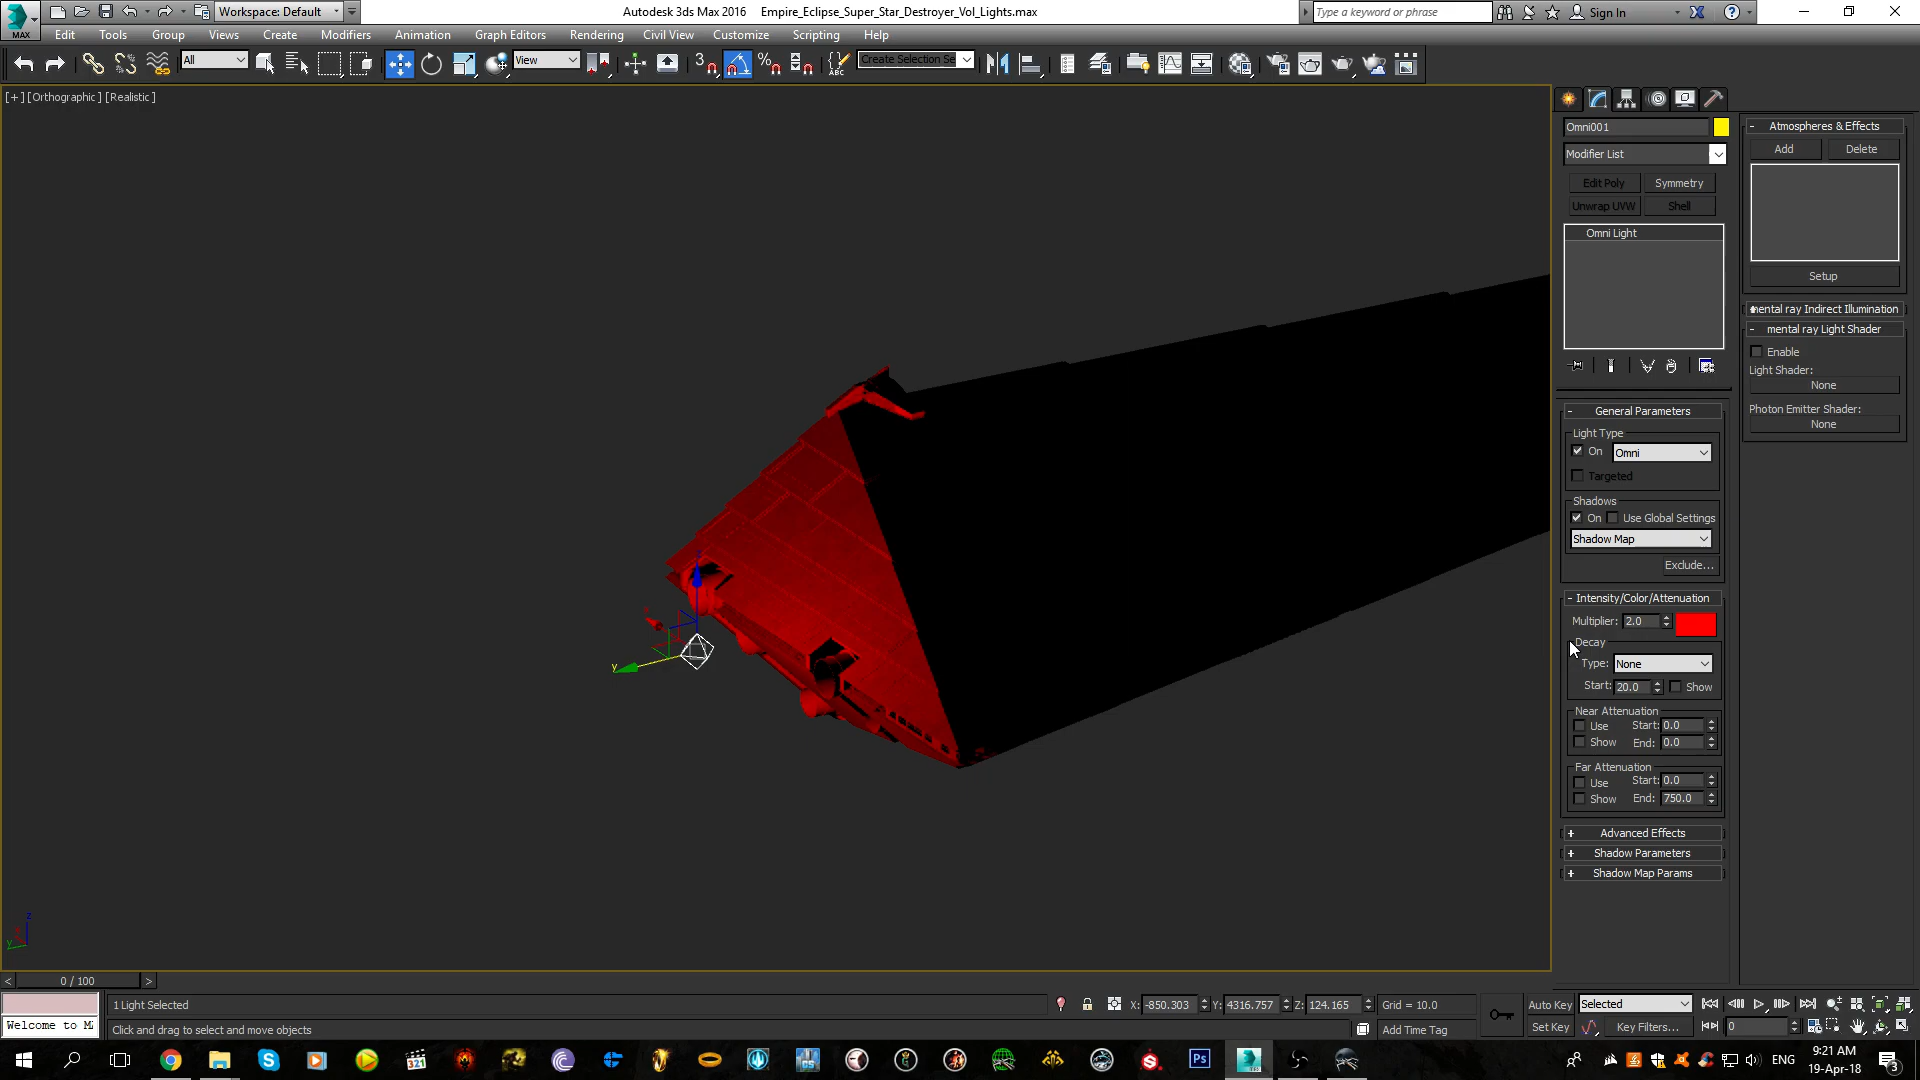 Workspace: Default
Autodesk 3ds Max 2016    Empire_Eclipse_Super_Star_Destroyer_Vol_Lights.max
Type a keyword or phrase
Sign In
MAX
Edit Tools Group Views Create Modifiers Animation Graph Editors Rendering Civil View Customize Scripting Help
All
View
3
ABC
Create Selection Se
[+] [Orthographic] [Realistic]
Omni001
Modifier List
Edit Poly Symmetry
Unwrap UVW Shell
Omni Light
General Parameters
Light Type
On Omni
Targeted
Shadows
On Use Global Settings
Shadow Map
Exclude...
Intensity/Color/Attenuation
Multiplier: 2.0
Decay
Type: None
Start: 20.0 Show
Near Attenuation
Use Start: 0.0
Show End: 0.0
Far Attenuation
Use Start: 0.0
Show End: 750.0
Advanced Effects
Shadow Parameters
Shadow Map Params
Atmospheres & Effects
Add Delete
Setup
mental ray Indirect Illumination
mental ray Light Shader
Enable
Light Shader:
None
Photon Emitter Shader:
None
y
z
y
0 / 100
1 Light Selected
X: -850.303 Y: 4316.757 Z: 124.165 Grid = 10.0
Auto Key Selected
Welcome to M
Click and drag to select and move objects
Add Time Tag
Set Key Key Filters... 0
321
Ps
ENG
9:21 AM
19-Apr-18
3